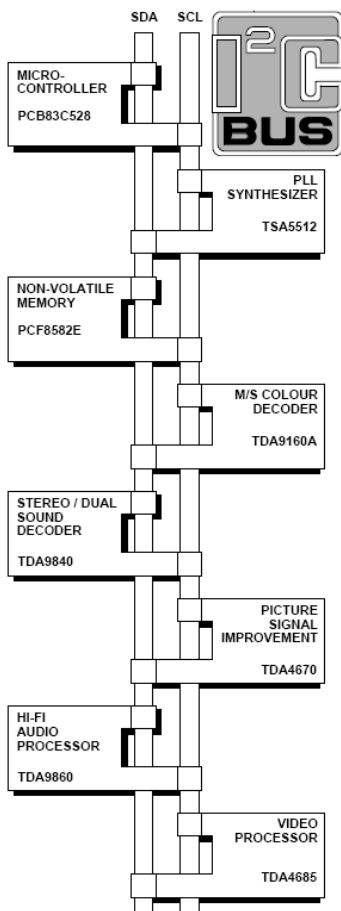 SDA SCL
I²C
BUS
MICRO-
CONTROLLER
PCB83C528
PLL
SYNTHESIZER
TSA5512
NON-VOLATILE
MEMORY
PCF8582E
M/S COLOUR
DECODER
TDA9160A
STEREO / DUAL
SOUND
DECODER
TDA9840
PICTURE
SIGNAL
IMPROVEMENT
TDA4670
HI-FI
AUDIO
PROCESSOR
TDA9860
VIDEO
PROCESSOR
TDA4685